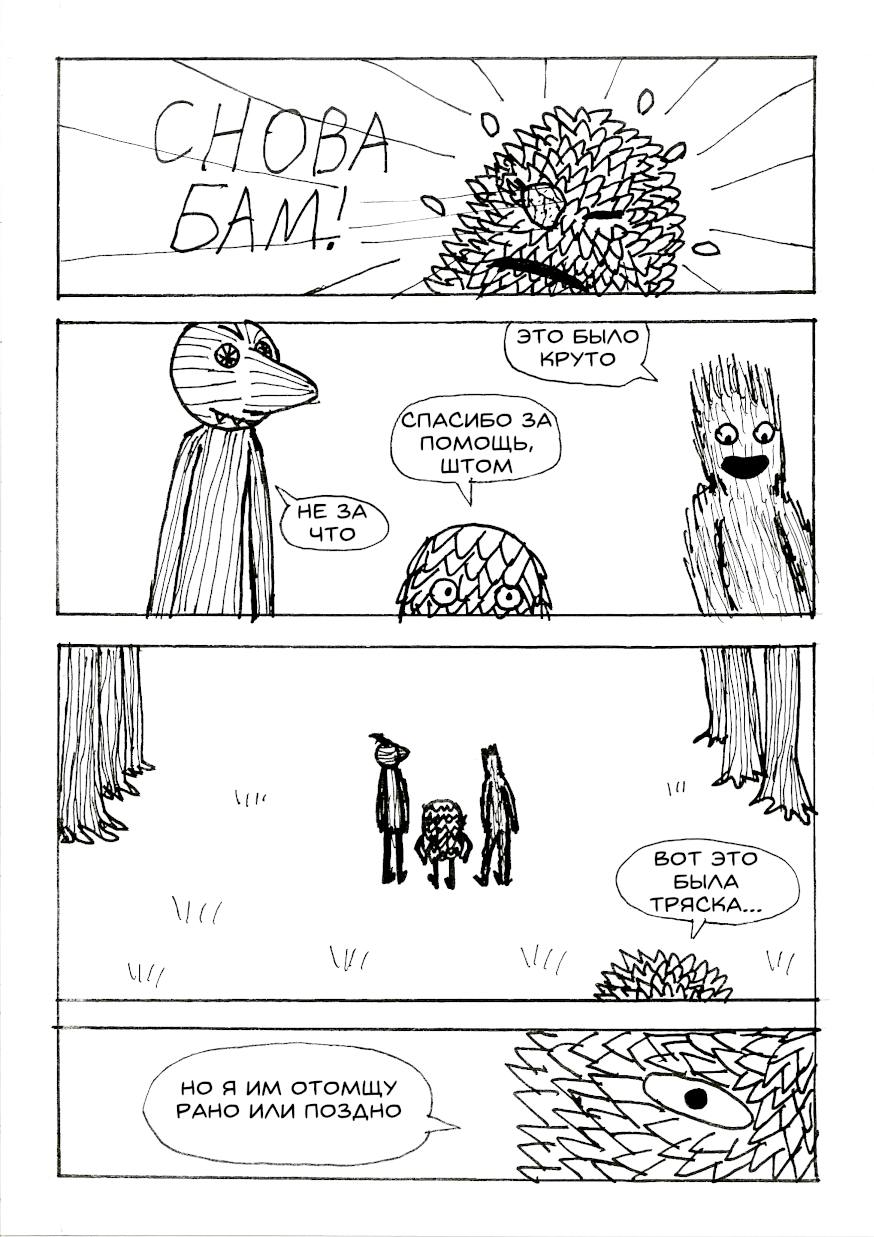 СНОВА
БАМ!
ЭТО БЫЛО
КРУТО
СПАСИБО ЗА
ПОМОЩЬ,
ШТОМ
НЕ ЗА
ЧТО
ВОТ ЭТО
БЫЛА
ТРЯСКА...
НО Я ИМ ОТОМЩУ
РАНО ИЛИ ПОЗДНО